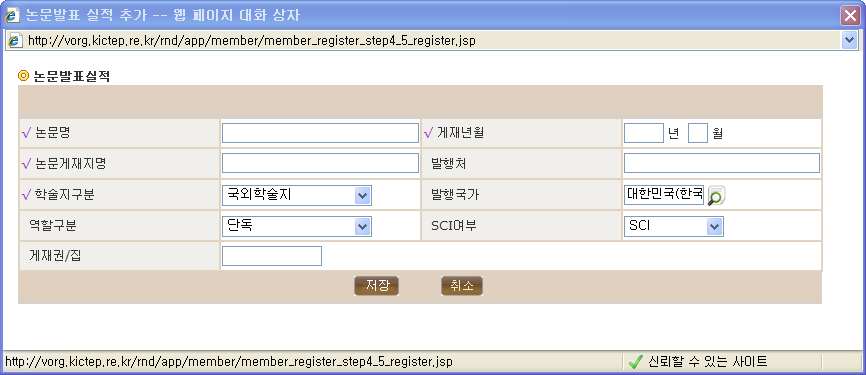 논문발표 실적 추가 -- 웹 페이지 대화 상자
http://vorg.kictep.re.kr/rnd/app/member/member_register_step4_5_register.jsp
논문발표실적
√ 논문명 √ 게재년월 년 월
√ 논문게재지명 발행처
√ 학술지구분 국외학술지 발행국가 대한민국(한국
역할구분 단독 SCI여부 SCI
게재권/집
저장 취소
http://vorg.kictep.re.kr/rnd/app/member/member_register_step4_5_register.jsp 신뢰할 수 있는 사이트